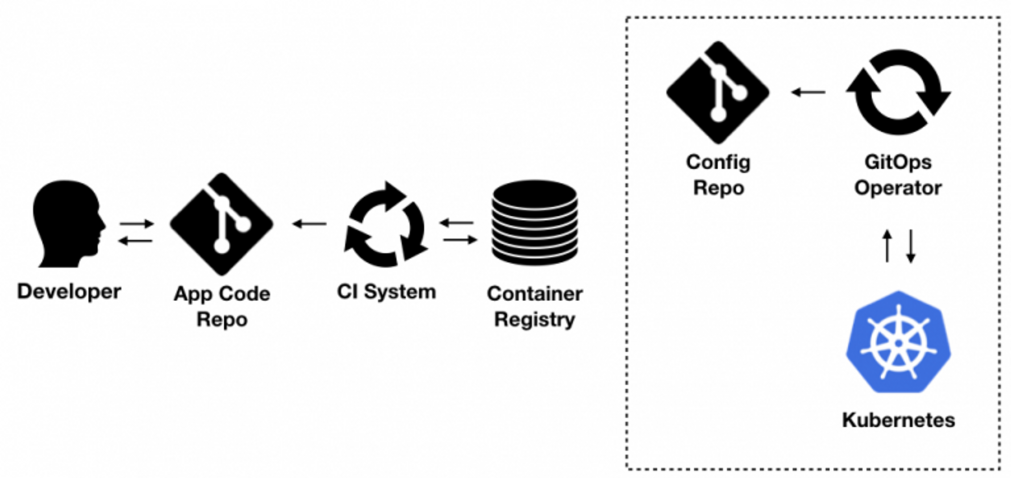 Developer
App Code
Repo
CI System
Container
Registry
Config
Repo
GitOps
Operator
Kubernetes